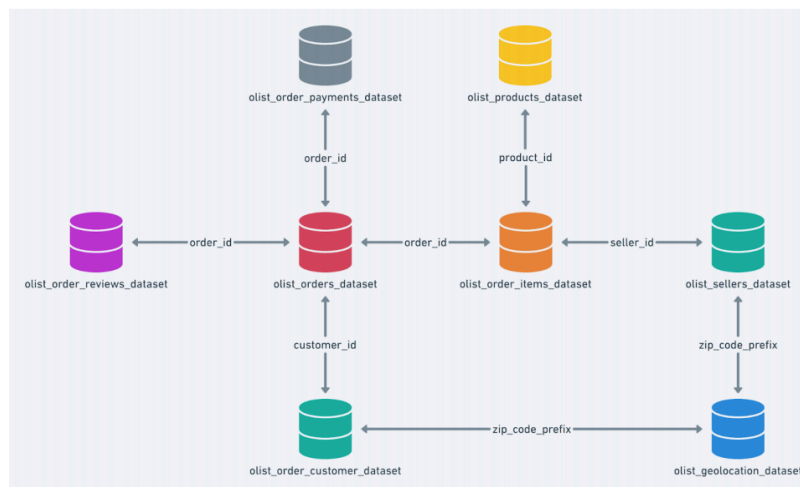 olist_order_payments_dataset
olist_products_dataset
order_id
product_id
order_id
order_id
seller_id
olist_order_reviews_dataset
olist_orders_dataset
olist_order_items_dataset
olist_sellers_dataset
customer_id
zip_code_prefix
zip_code_prefix
olist_order_customer_dataset
olist_geolocation_dataset